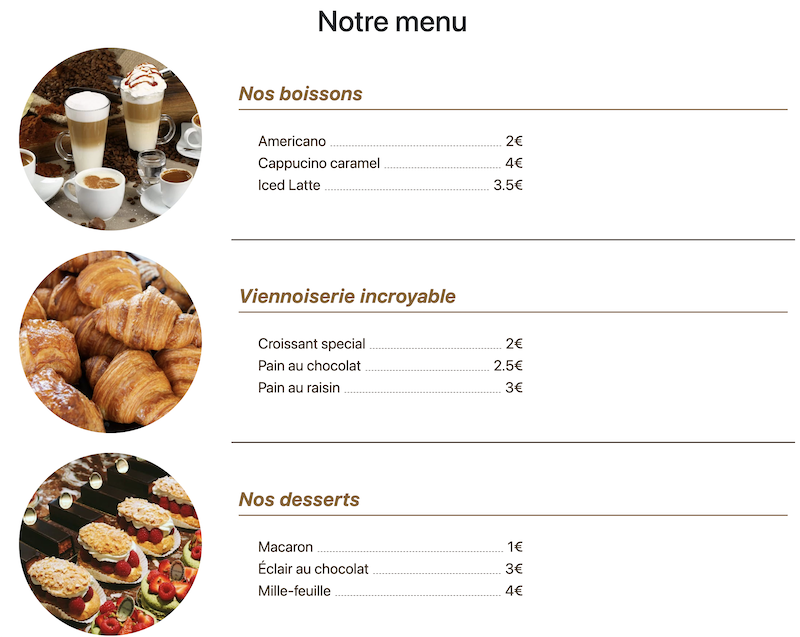 Notre menu
Nos boissons
Americano 2€
Cappucino caramel 4€
Iced Latte 3.5€
Viennoiserie incroyable
Croissant special 2€
Pain au chocolat 2.5€
Pain au raisin 3€
Nos desserts
Macaron 1€
Éclair au chocolat 3€
Mille-feuille 4€